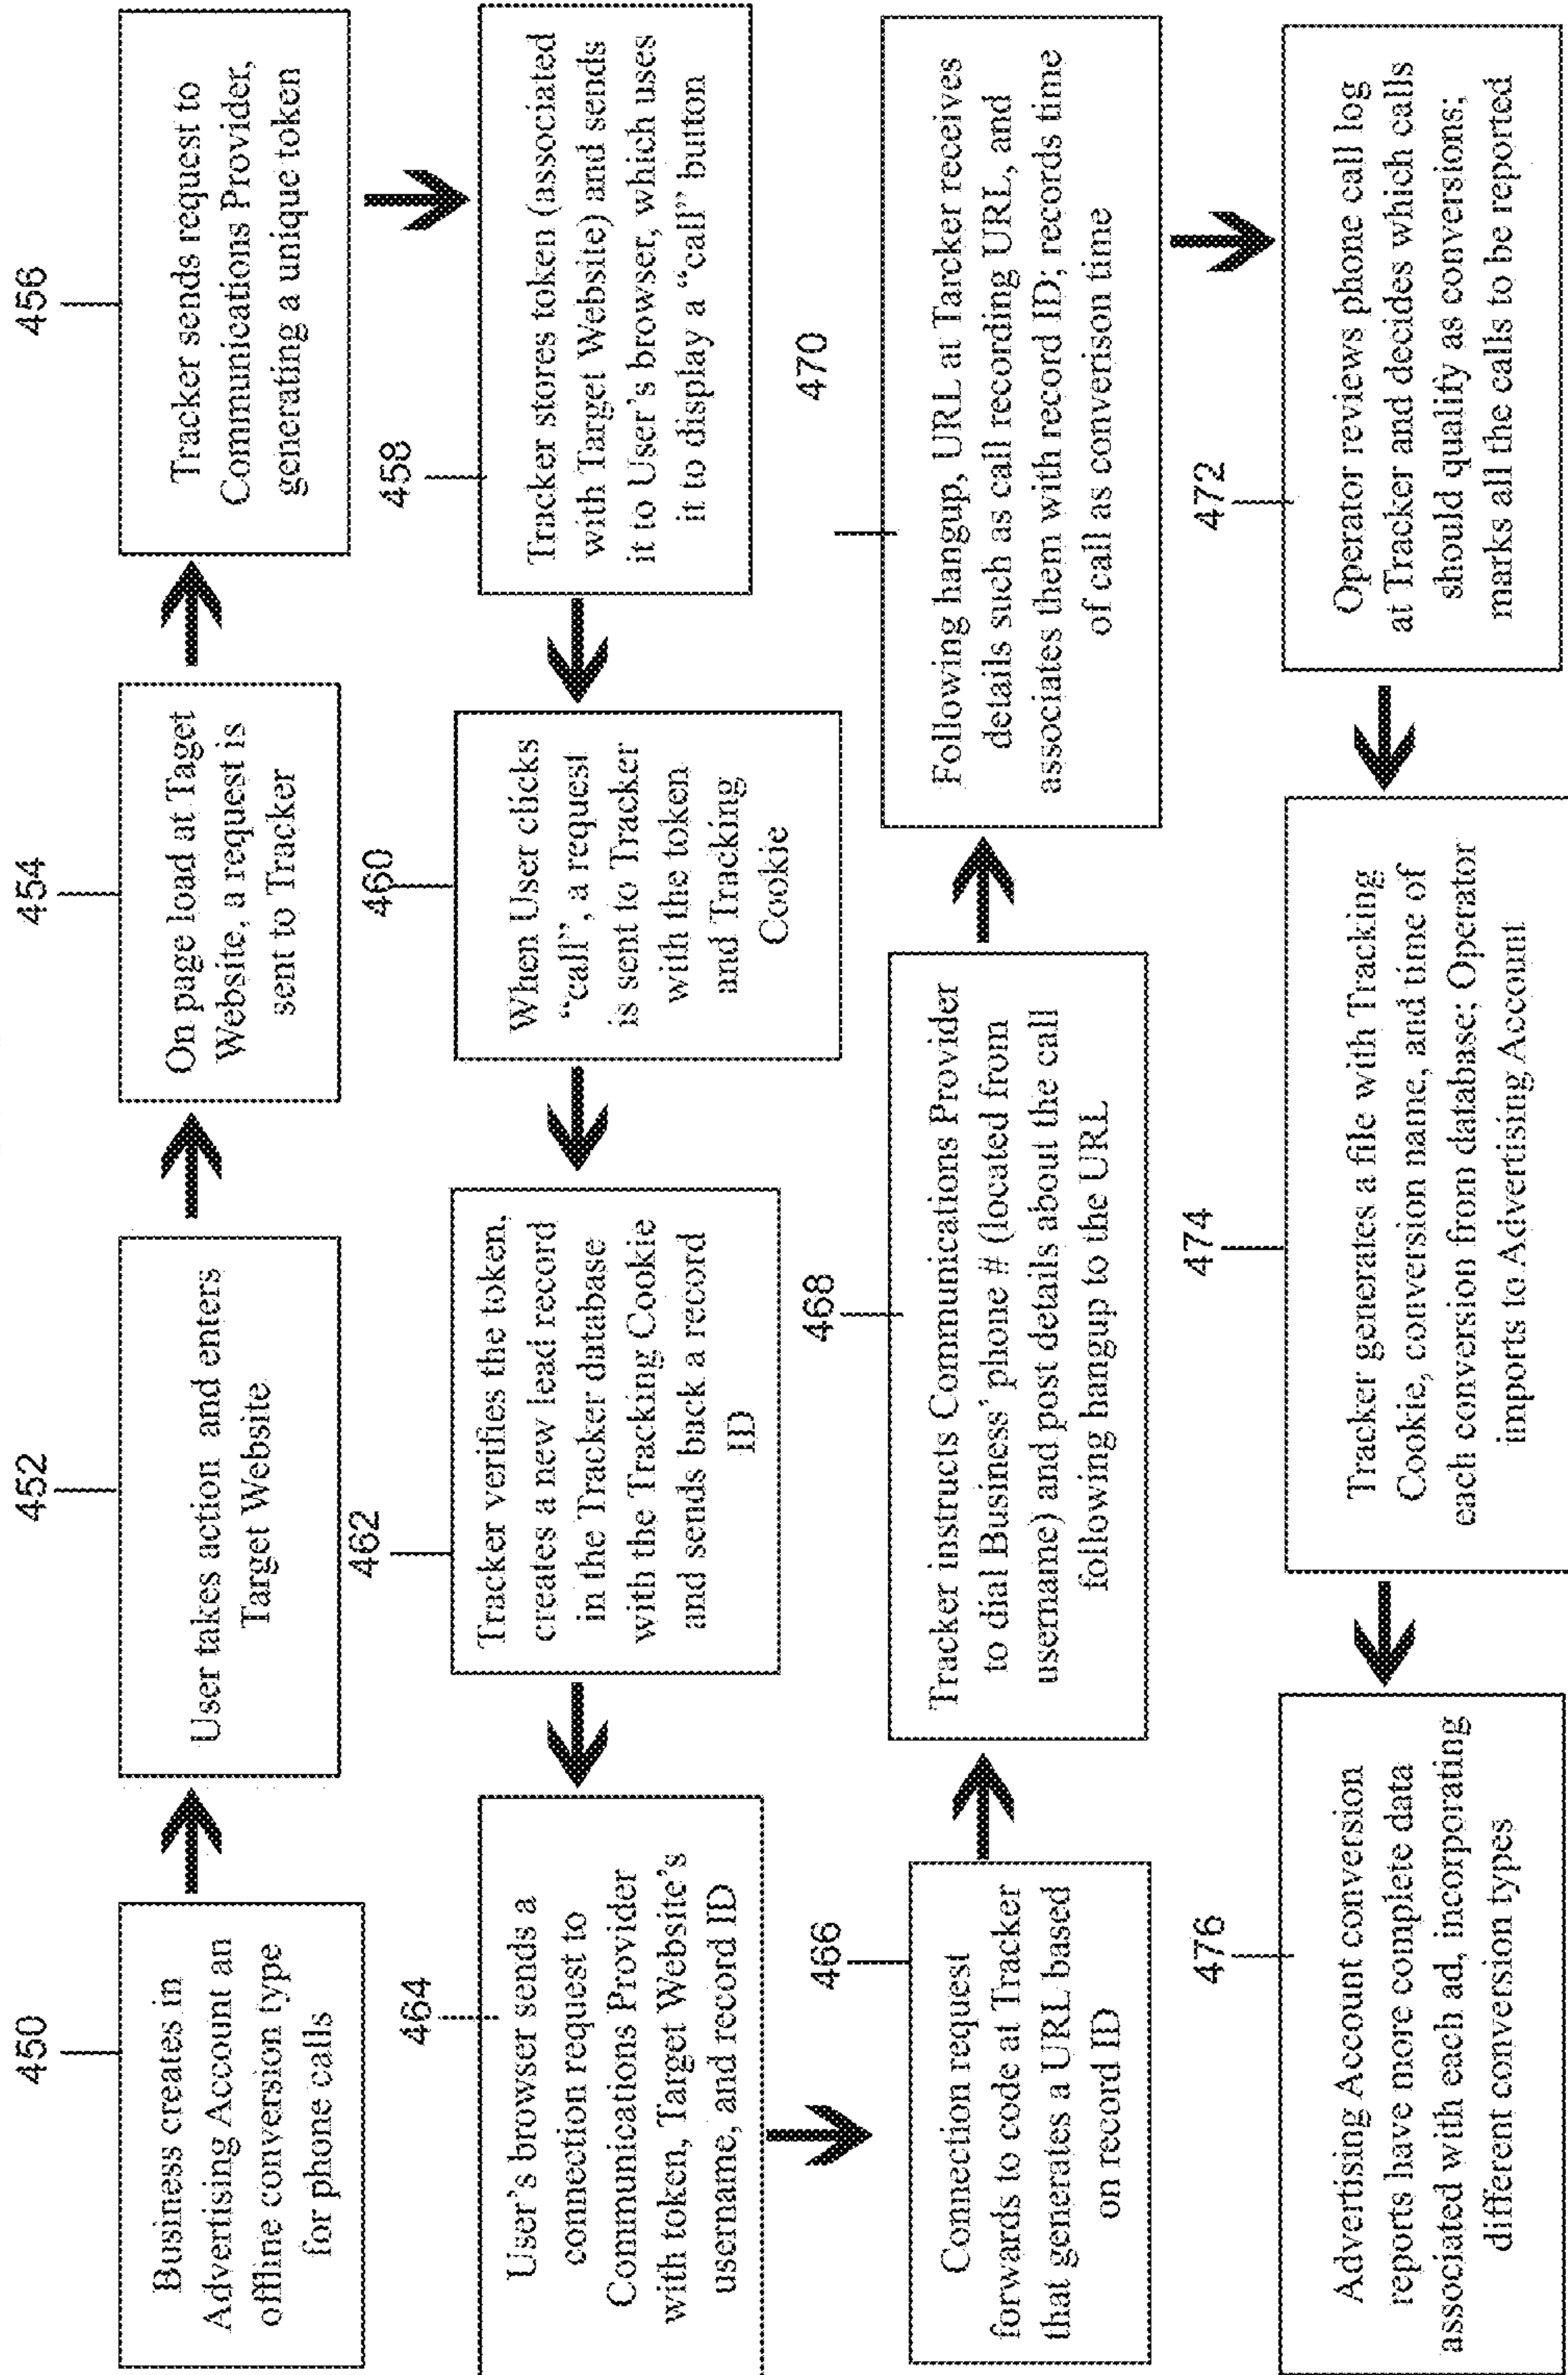 450
Business creates in
Advertising Account an
offline conversion type
for phone calls
452
User takes action and enters
Target Website
454
On page load at Taget
Website, a request is
sent to Tracker
456
Tracker sends request to
Communications Provider,
generating a unique token
458
Tracker stores token (associated
with Target Website) and sends
it to User's browser, which uses
it to display a “call” button
460
When User clicks
“call”, a request
is sent to Tracker
with the token
and Tracking
Cookie
462
Tracker verifies the token,
creates a new lead record
in the Tracker database
with the Tracking Cookie
and sends back a record
ID
464
User's browser sends a
connection request to
Communications Provider
with token, Target Website's
username, and record ID
466
Connection request
forwards to code at Tracker
that generates a URL based
on record ID
468
Tracker instructs Communications Provider
to dial Business' phone # (located from
username) and post details about the call
following hangup to the URL
470
Following hangup, URL at Tarcker receives
details such as call recording URL, and
associates them with record ID; records time
of call as converison time
472
Operator reviews phone call log
at Tracker and decides which calls
should qualify as conversions;
marks all the calls to be reported
474
Tracker generates a file with Tracking
Cookie, conversion name, and time of
each conversion from database; Operator
imports to Advertising Account
476
Advertising Account conversion
reports have more complete data
associated with each ad, incorporating
different conversion types